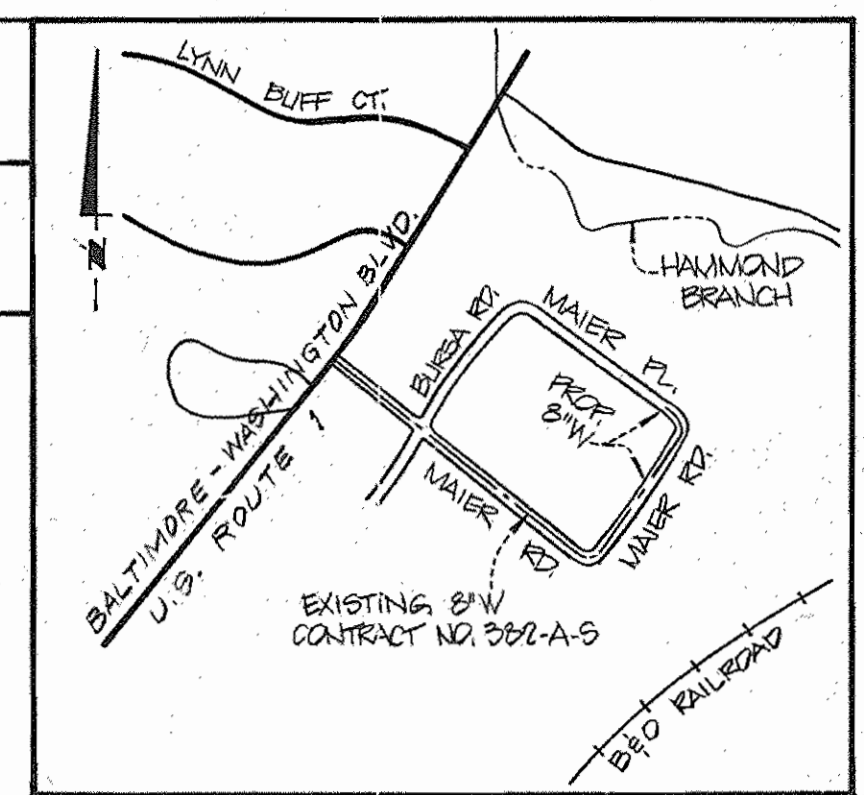 LYNN BUFF CT.
N
HAMMOND
BRANCH
BALTIMORE - WASHINGTON BLVD.
U.S. ROUTE 1
BURSA RD.
MAIER PL.
PROP.
8"W
MAIER RD.
MAIER
RD.
EXISTING 8"W
CONTRACT NO. 382-A-S
B&O RAILROAD